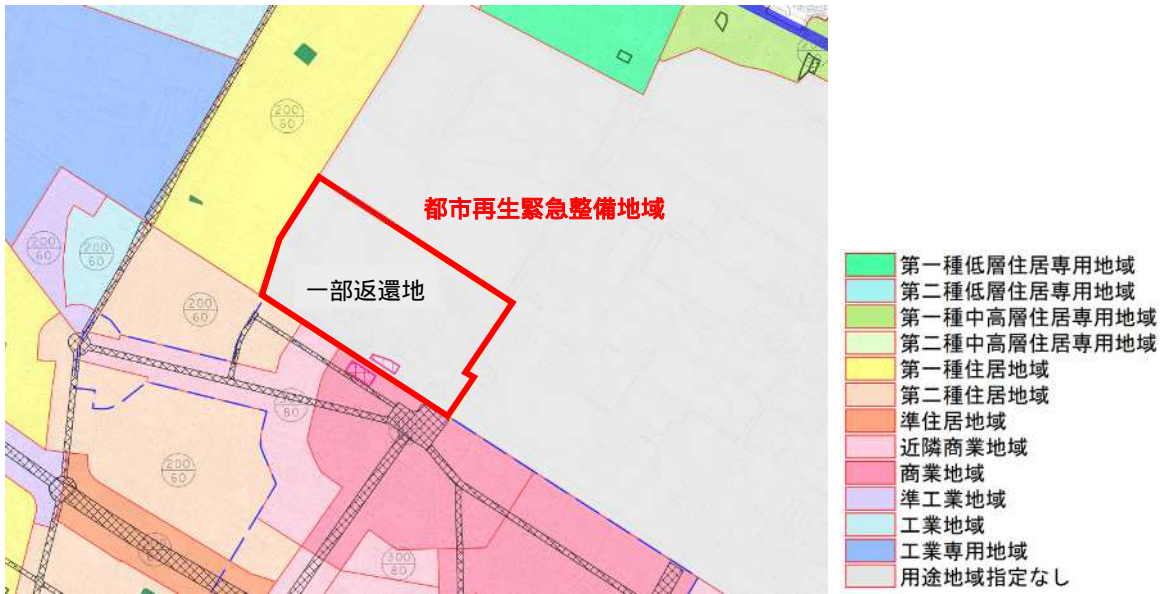 200
60
200
60
都市再生緊急整備地域
一部返還地
200
60
200
60
200
60
300
80
200
60
300
80
第一種低層住居専用地域
第二種低層住居専用地域
第一種中高層住居専用地域
第二種中高層住居専用地域
第一種住居地域
第二種住居地域
準住居地域
近隣商業地域
商業地域
準工業地域
工業地域
工業専用地域
用途地域指定なし